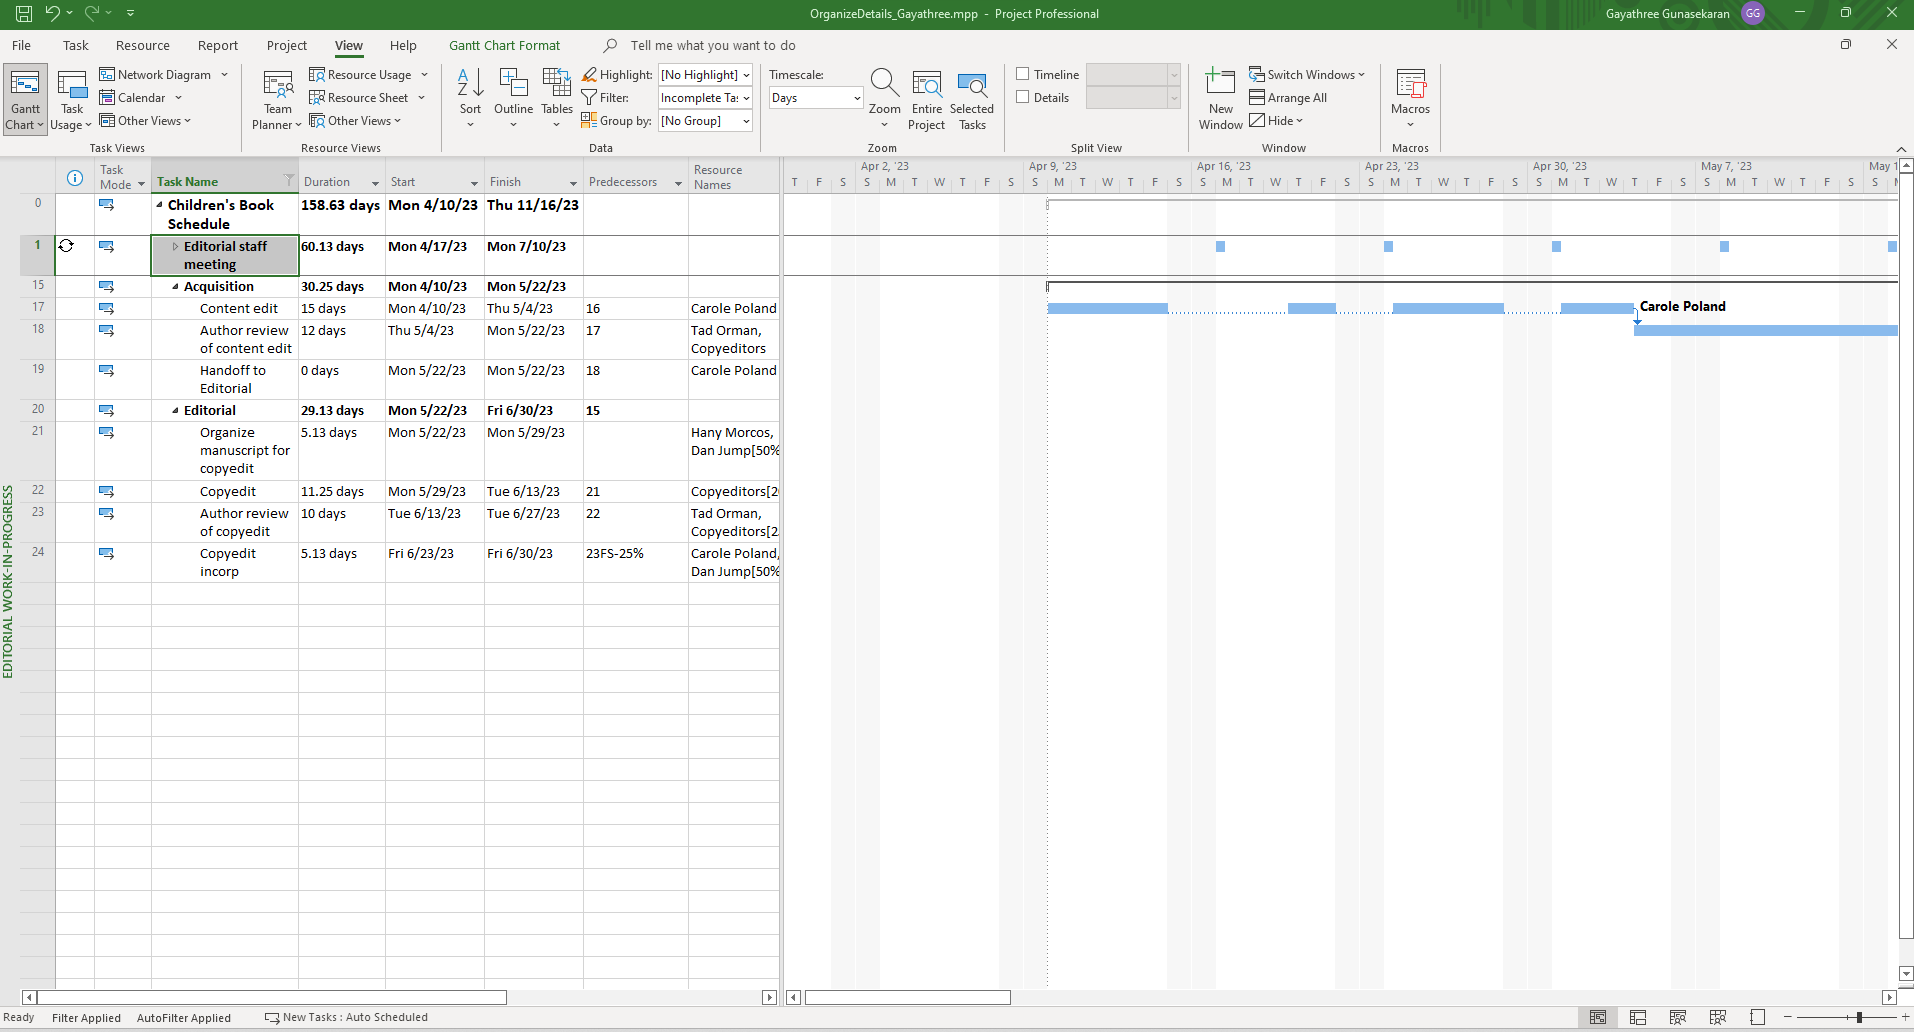 OrganizeDetails_Gayathree.mpp - Project Professional
Gayathree Gunasekaran GG
File Task Resource Report Project View Help Gantt Chart Format Tell me what you want to do
Gantt Chart
Task Usage
Network Diagram
Calendar
Other Views
Task Views
Team Planner
Resource Usage
Resource Sheet
Other Views
Resource Views
A Z
Sort
Outline
Tables
Highlight: [No Highlight]
Filter: Incomplete Ta
Group by: [No Group]
Data
Timescale:
Days
Zoom
Entire Project
Selected Tasks
Zoom
Timeline
Details
Split View
New Window
Switch Windows
Arrange All
Hide
Window
Macros
Macros
Task Mode Task Name Duration Start Finish Predecessors Resource Names
Apr 2, '23 Apr 9, '23 Apr 16, '23 Apr 23, '23 Apr 30, '23 May 7, '23 May 1
T F S S M T W T F S S M T W T F S S M T W T F S S M T W T F S S M T W T F S S M T W T F S S M
0 Children's Book Schedule 158.63 days Mon 4/10/23 Thu 11/16/23
1 Editorial staff meeting 60.13 days Mon 4/17/23 Mon 7/10/23
15 Acquisition 30.25 days Mon 4/10/23 Mon 5/22/23
17 Content edit 15 days Mon 4/10/23 Thu 5/4/23 16 Carole Poland
Carole Poland
18 Author review of content edit 12 days Thu 5/4/23 Mon 5/22/23 17 Tad Orman, Copyeditors
19 Handoff to Editorial 0 days Mon 5/22/23 Mon 5/22/23 18 Carole Poland
20 Editorial 29.13 days Mon 5/22/23 Fri 6/30/23 15
21 Organize manuscript for copyedit 5.13 days Mon 5/22/23 Mon 5/29/23 Hany Morcos, Dan Jump[50%
22 Copyedit 11.25 days Mon 5/29/23 Tue 6/13/23 21 Copyeditors[2
23 Author review of copyedit 10 days Tue 6/13/23 Tue 6/27/23 22 Tad Orman, Copyeditors[2
24 Copyedit incorp 5.13 days Fri 6/23/23 Fri 6/30/23 23FS-25% Carole Poland, Dan Jump[50%
EDITORIAL WORK-IN-PROGRESS
Ready Filter Applied AutoFilter Applied New Tasks : Auto Scheduled